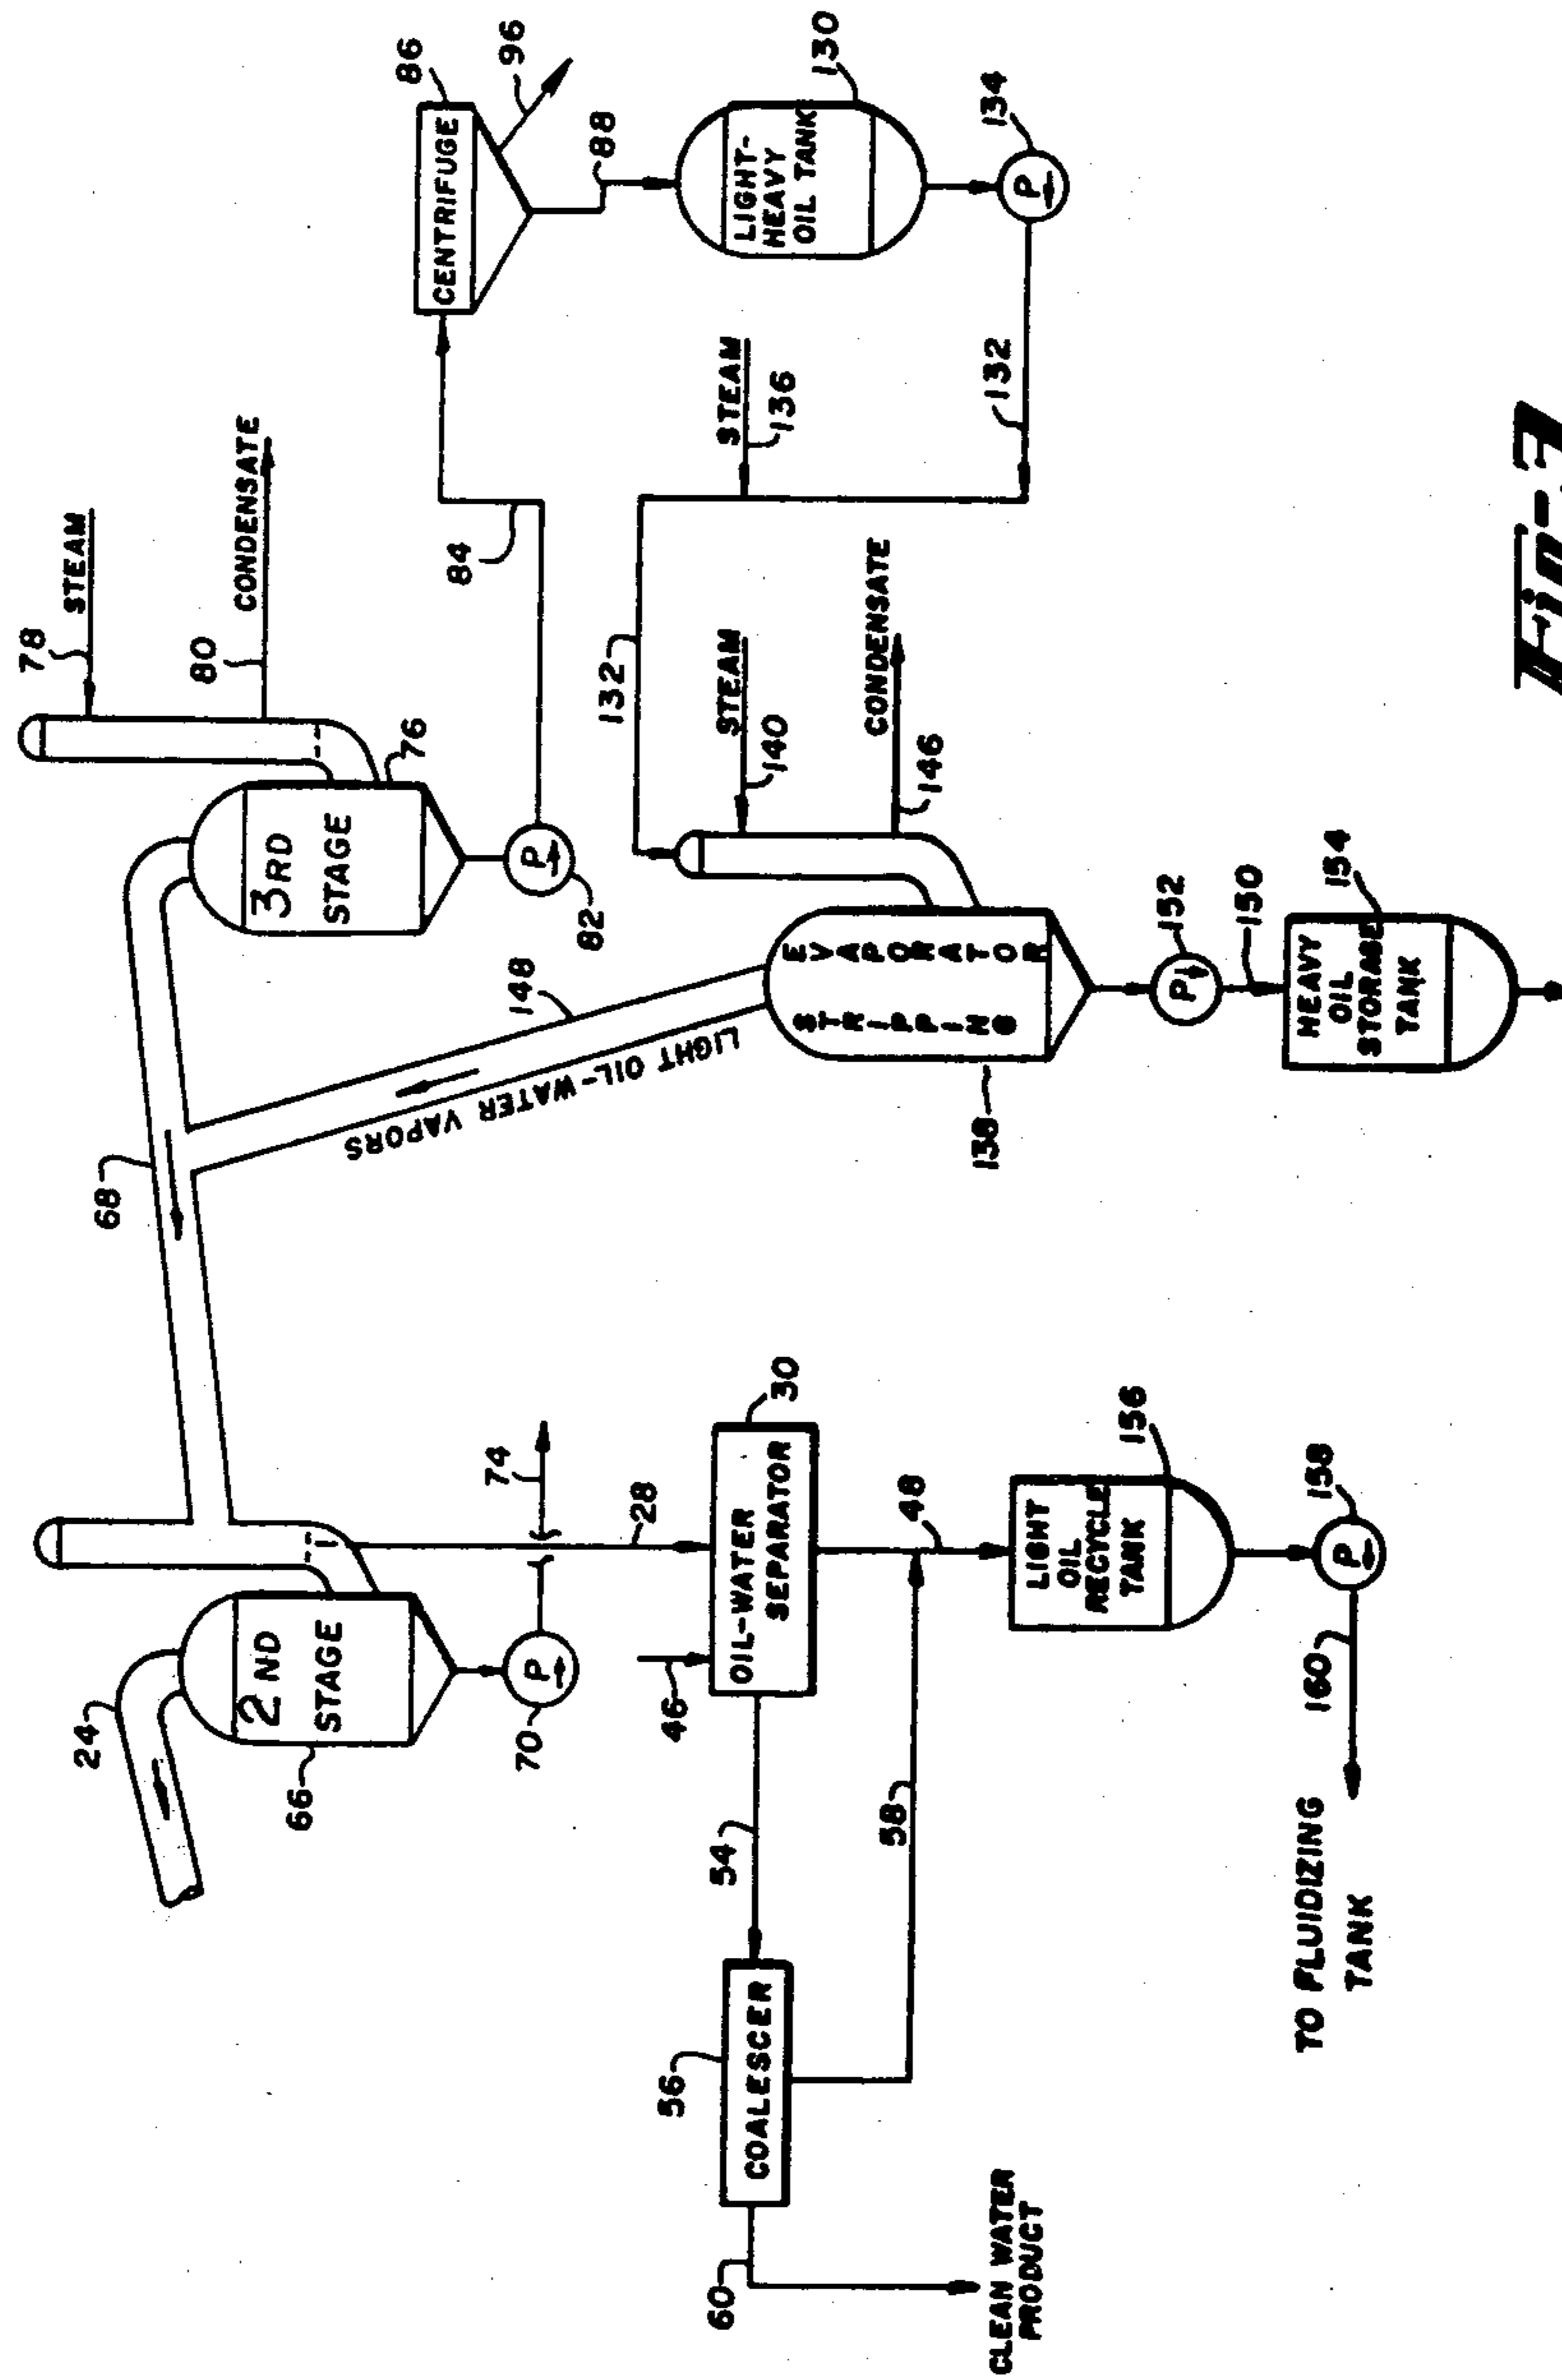 24
66
2ND
STAGE
70
P
74
68
78
STEAM
80
CONDENSATE
3RD
STAGE
76
82
P
84
CENTRIFUGE
86
96
88
LIGHT-
HEAVY
OIL TANK
130
P
134
132
STEAM
136
132
STEAM
140
CONDENSATE
146
148
LIGHT OIL-WATER VAPORS
STRIPPING
EVAPORATOR
138
P
152
150
HEAVY
OIL
STORAGE
TANK
154
28
46
OIL-WATER
SEPARATOR
30
54
56
COALESCER
60
CLEAN WATER
PRODUCT
58
48
LIGHT
OIL
RECYCLE
TANK
156
P
158
160
TO FLUIDIZING
TANK